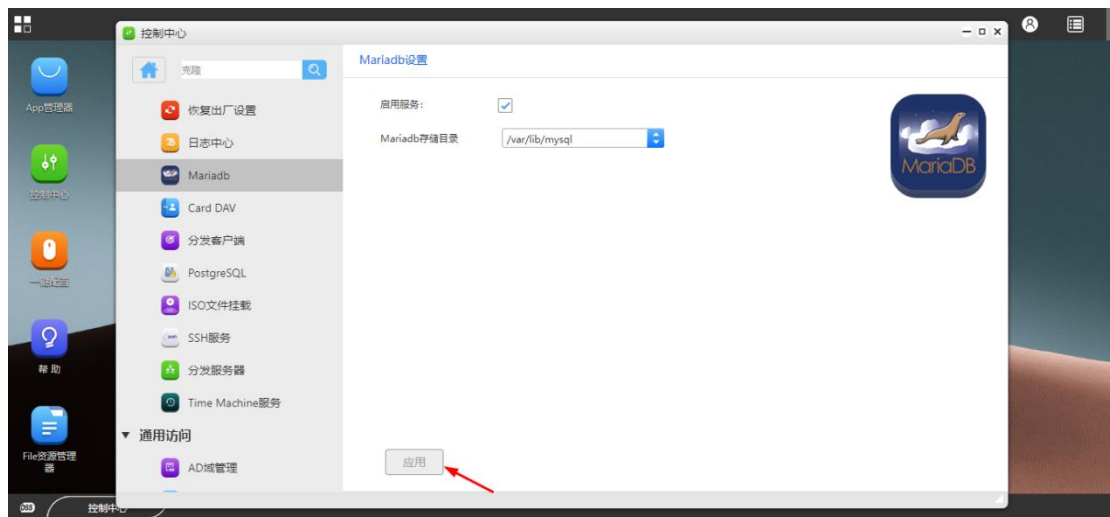 控制中心
克隆
Mariadb设置
App管理器
恢复出厂设置
启用服务：
日志中心
Mariadb存储目录
/var/lib/mysql
MariaDB
控制中心
Mariadb
Card DAV
分发客户端
一键配置
PostgreSQL
ISO文件挂载
SSH服务
帮 助
分发服务器
Time Machine服务
通用访问
File资源管理
器
AD域管理
应用
控制中心